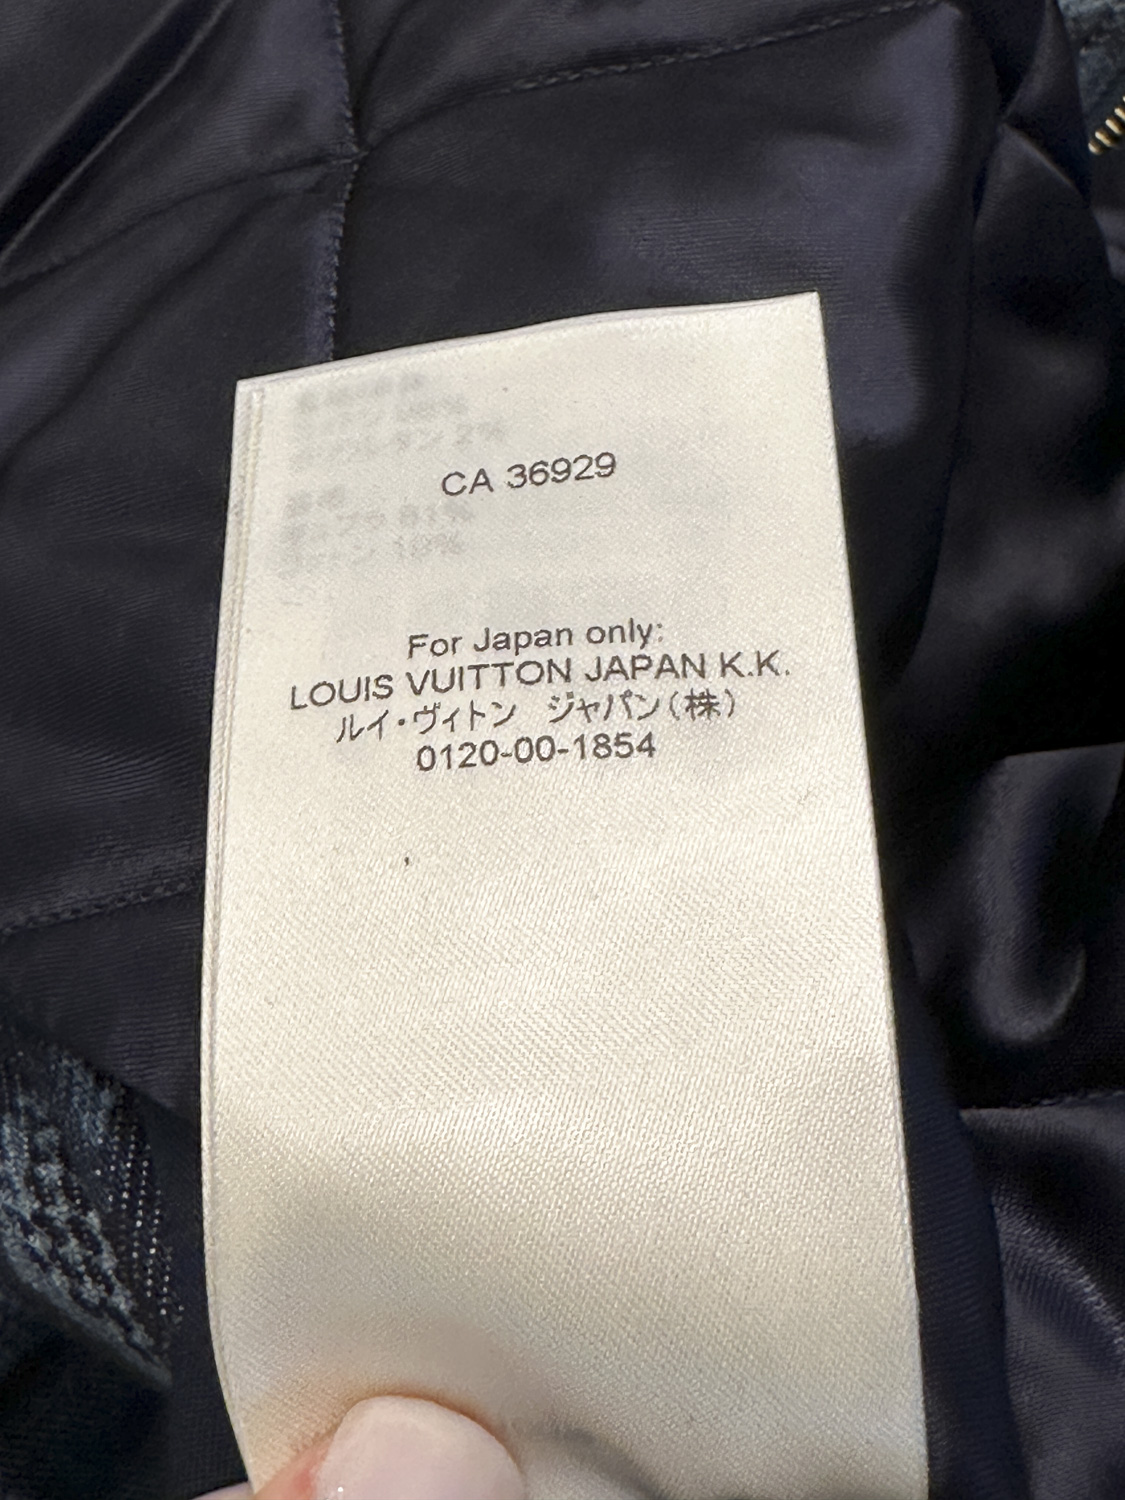 CA 36929
For Japan only:
LOUIS VUITTON JAPAN K.K.
ルイ・ヴィトン ジャパン(株)
0120-00-1854